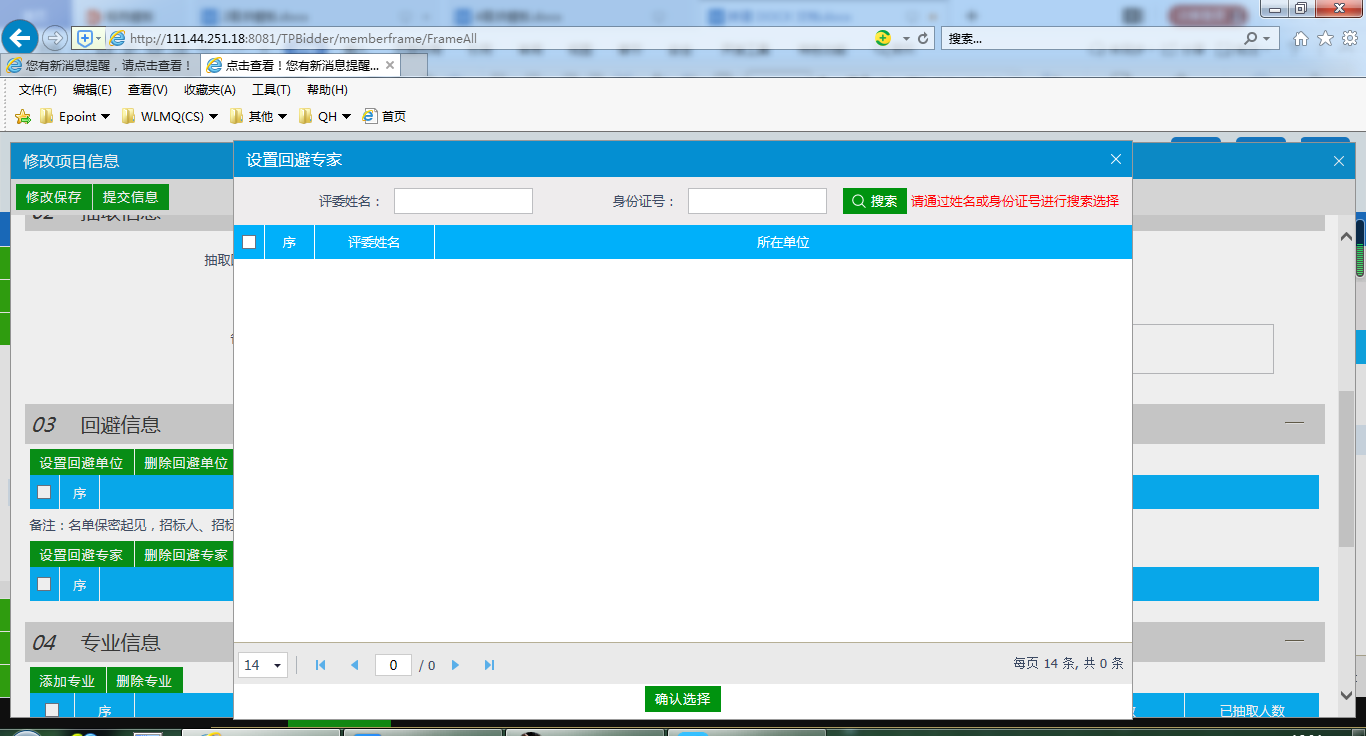 http://111.44.251.18:8081/TPBidder/memberframe/FrameAll
搜索...
您有新消息提醒，请点击查看！
点击查看！您有新消息提醒...
文件(F) 编辑(E) 查看(V) 收藏夹(A) 工具(T) 帮助(H)
Epoint WLMQ(CS) 其他 QH 首页
修改项目信息
设置回避专家
修改保存 提交信息
评委姓名： 身份证号： 搜索 请通过姓名或身份证号进行搜索选择
02 抽取信息
序 评委姓名 所在单位
抽取
03 回避信息
设置回避单位 删除回避单位
序
备注：名单保密起见，招标人、招标
设置回避专家 删除回避专家
序
04 专业信息
14 0 / 0 每页 14 条, 共 0 条
添加专业 删除专业
确认选择
序 已抽取人数